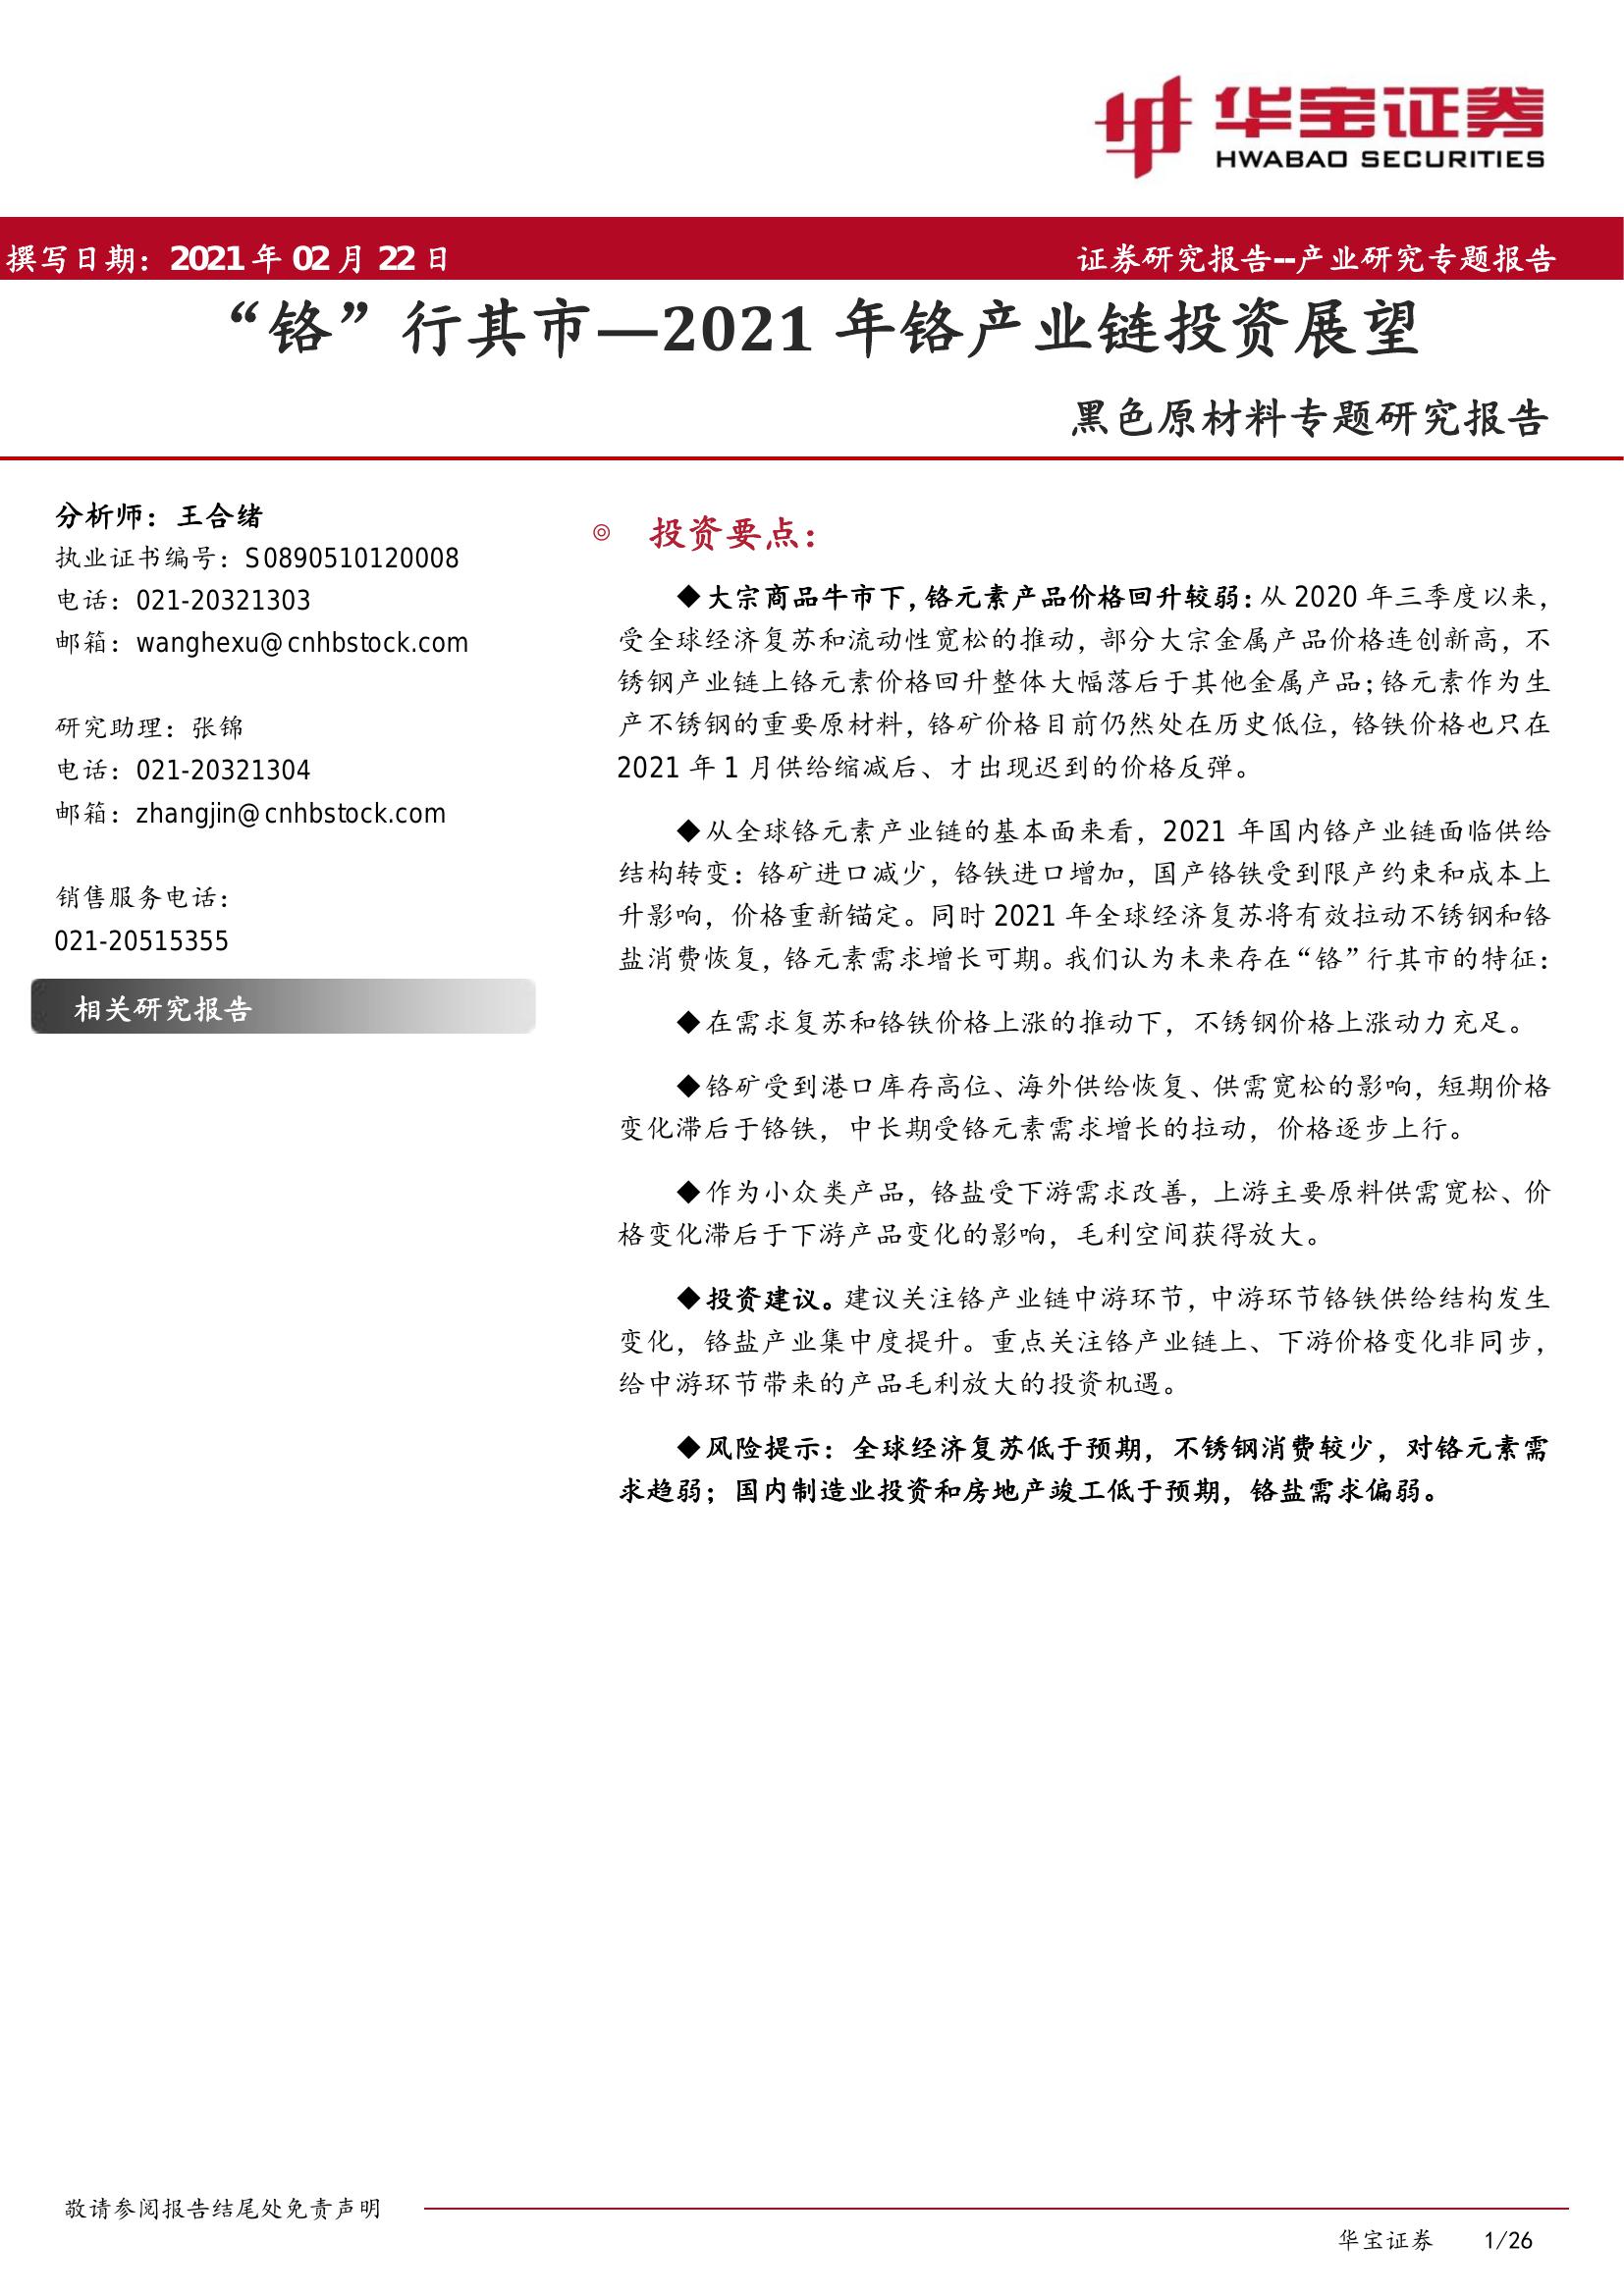 华宝证券
HWABAO SECURITIES
撰写日期：2021 年 02 月 22 日
证券研究报告--产业研究专题报告
“铬”行其市—2021 年铬产业链投资展望
黑色原材料专题研究报告
分析师：王合绪
执业证书编号：S0890510120008
电话：021-20321303
邮箱：wanghexu@cnhbstock.com
研究助理：张锦
电话：021-20321304
邮箱：zhangjin@cnhbstock.com
销售服务电话：
021-20515355
相关研究报告
◎ 投资要点：
◆大宗商品牛市下，铬元素产品价格回升较弱：从 2020 年三季度以来，
受全球经济复苏和流动性宽松的推动，部分大宗金属产品价格连创新高，不
锈钢产业链上铬元素价格回升整体大幅落后于其他金属产品；铬元素作为生
产不锈钢的重要原材料，铬矿价格目前仍然处在历史低位，铬铁价格也只在
2021 年 1 月供给缩减后、才出现迟到的价格反弹。
◆从全球铬元素产业链的基本面来看，2021 年国内铬产业链面临供给
结构转变：铬矿进口减少，铬铁进口增加，国产铬铁受到限产约束和成本上
升影响，价格重新锚定。同时 2021 年全球经济复苏将有效拉动不锈钢和铬
盐消费恢复，铬元素需求增长可期。我们认为未来存在“铬”行其市的特征：
◆在需求复苏和铬铁价格上涨的推动下，不锈钢价格上涨动力充足。
◆铬矿受到港口库存高位、海外供给恢复、供需宽松的影响，短期价格
变化滞后于铬铁，中长期受铬元素需求增长的拉动，价格逐步上行。
◆作为小众类产品，铬盐受下游需求改善，上游主要原料供需宽松、价
格变化滞后于下游产品变化的影响，毛利空间获得放大。
◆投资建议。建议关注铬产业链中游环节，中游环节铬铁供给结构发生
变化，铬盐产业集中度提升。重点关注铬产业链上、下游价格变化非同步，
给中游环节带来的产品毛利放大的投资机遇。
◆风险提示：全球经济复苏低于预期，不锈钢消费较少，对铬元素需
求趋弱；国内制造业投资和房地产竣工低于预期，铬盐需求偏弱。
敬请参阅报告结尾处免责声明
华宝证券 1/26